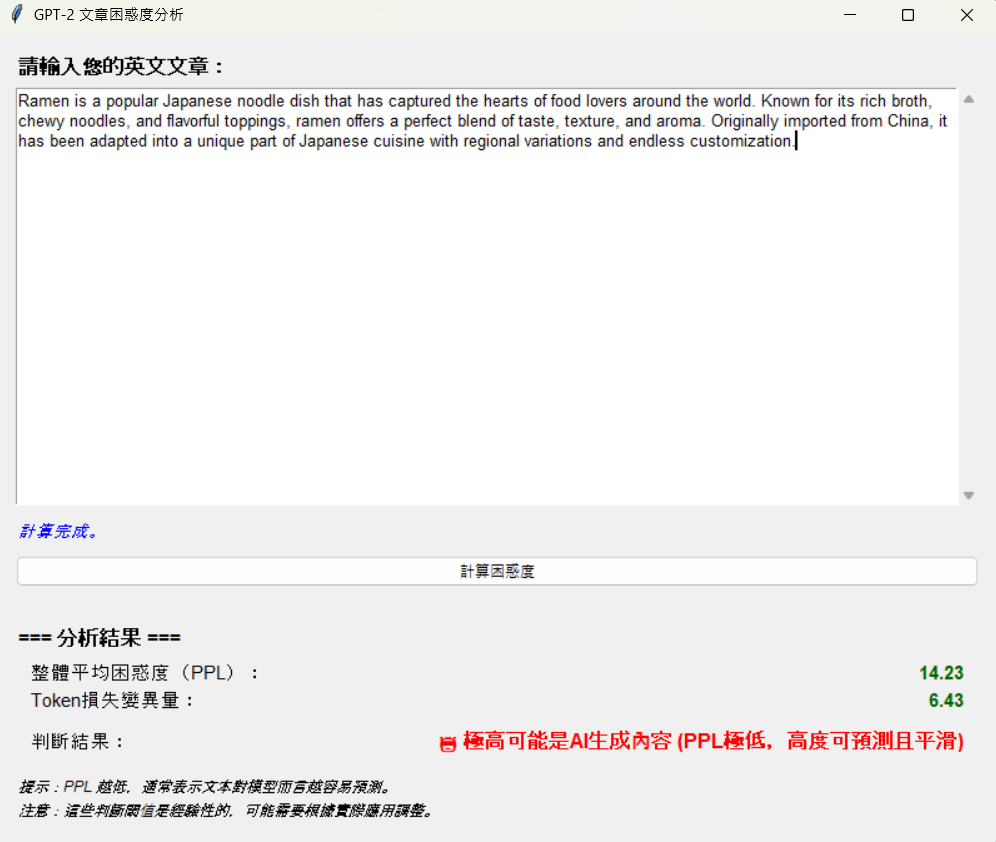 GPT-2 文章困惑度分析
請輸入您的英文文章：
Ramen is a popular Japanese noodle dish that has captured the hearts of food lovers around the world. Known for its rich broth,
chewy noodles, and flavorful toppings, ramen offers a perfect blend of taste, texture, and aroma. Originally imported from China, it
has been adapted into a unique part of Japanese cuisine with regional variations and endless customization.
計算完成。
計算困惑度
=== 分析結果 ===
整體平均困惑度（PPL）： 14.23
Token損失變異量： 6.43
判斷結果： 極高可能是AI生成內容 (PPL極低，高度可預測且平滑)
提示：PPL 越低，通常表示文本對模型而言越容易預測。
注意：這些判斷閾值是經驗性的，可能需要根據實際應用調整。